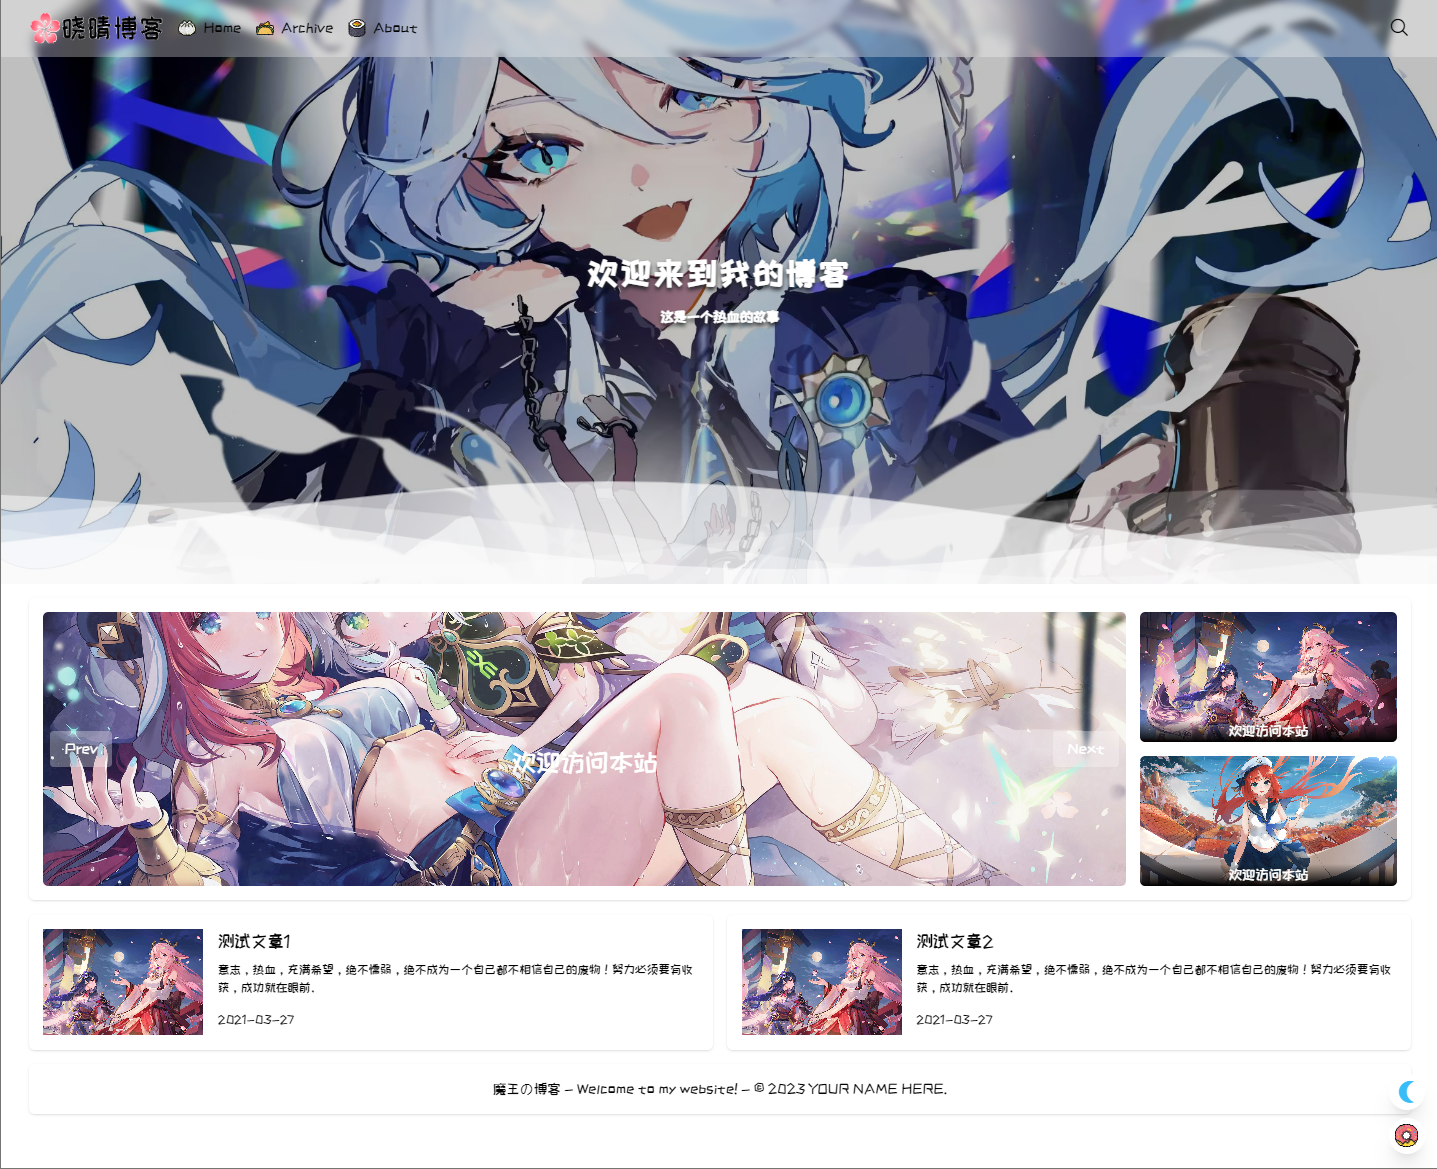 晓晴博客 Home Archive About
欢迎来到我的博客
这是一个热血的故事
Prev
欢迎访问本站
Next
欢迎访问本站
欢迎访问本站
测试文章1
意志，热血，充满希望，绝不懦弱，绝不成为一个自己都不相信自己的废物！努力必须要有收
获，成功就在眼前.
2021-03-27
测试文章2
意志，热血，充满希望，绝不懦弱，绝不成为一个自己都不相信自己的废物！努力必须要有收
获，成功就在眼前.
2021-03-27
魔王の博客 - Welcome to my website! - © 2023 YOUR NAME HERE.